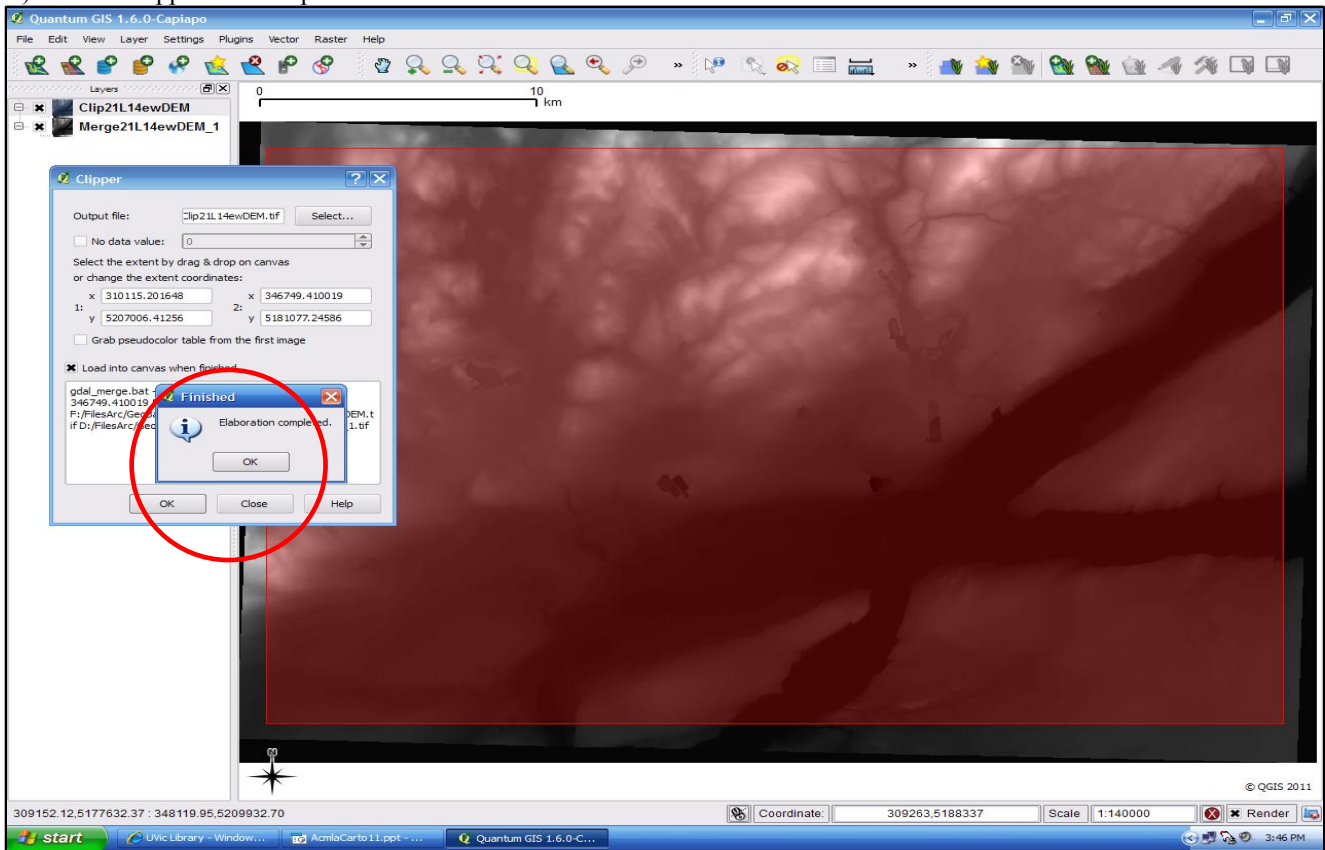 Quantum GIS 1.6.0-Capiapo
File Edit View Layer Settings Plugins Vector Raster Help
Layers
Clip21L14ewDEM
Merge21L14ewDEM_1
0 10
km
Clipper
Output file: Clip21L14ewDEM.tif Select...
No data value: 0
Select the extent by drag & drop on canvas
or change the extent coordinates:
1: x 310115.201648 2: x 346749.410019
y 5207006.41256 y 5181077.24586
Grab pseudocolor table from the first image
Load into canvas when finished
gdal_merge.bat
346749.410019
F:/FilesArc/Geoba DEM.t
if D:/FilesArc/Geo _1.tif
Finished
Elaboration completed.
OK
OK Close Help
© QGIS 2011
309152.12,5177632.37 : 348119.95,5209932.70 Coordinate: 309263,5188337 Scale 1:140000 Render
start UVic Library - Window... AcmlaCarto11.ppt - ... Quantum GIS 1.6.0-C... 3:46 PM